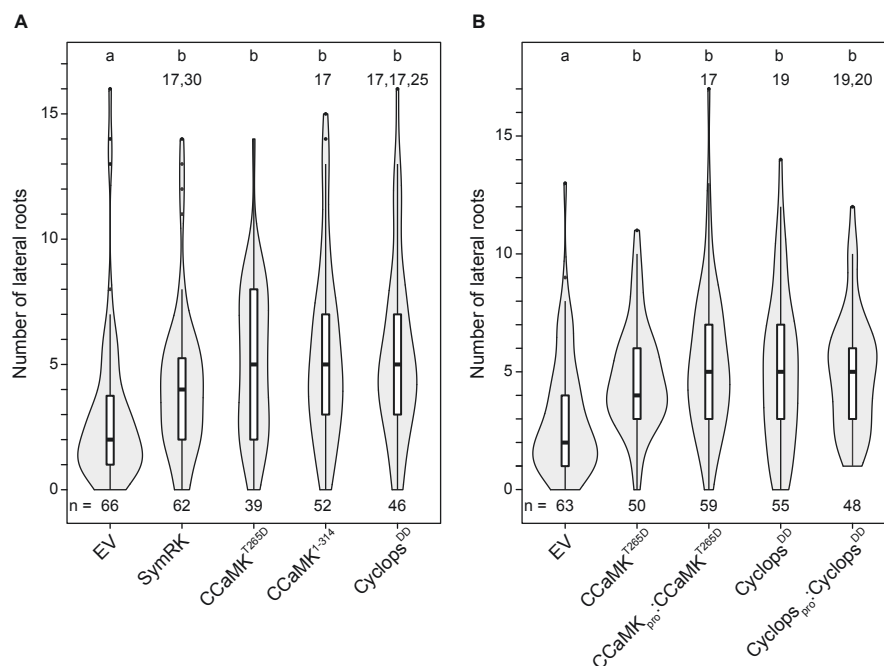 A
a b b b b
17,30 17 17,17,25
15
10
5
0
Number of lateral roots
n = 66 62 39 52 46
EV
SymRK
CCaMK^T265D
CCaMK^1-314
Cyclops^DD
B
a b b b b
17 19 19,20
15
10
5
0
Number of lateral roots
n = 63 50 59 55 48
EV
CCaMK^T265D
CCaMK_pro:CCaMK^T265D
Cyclops^DD
Cyclops_pro:Cyclops^DD